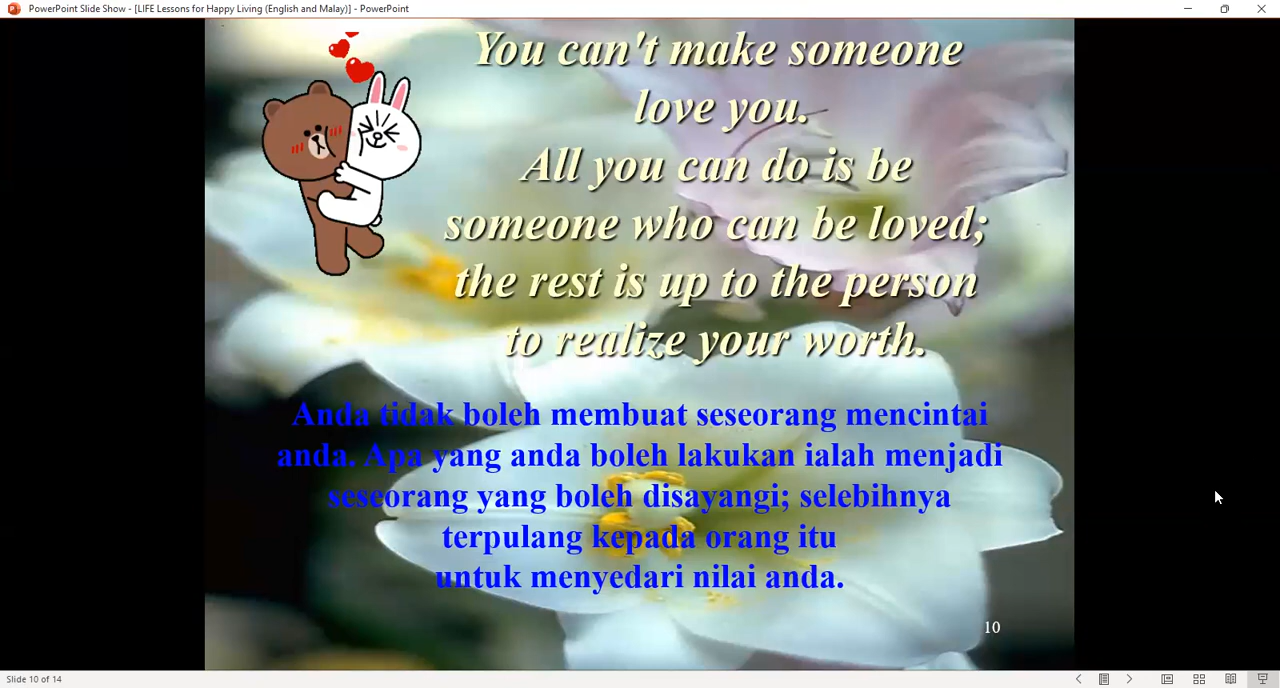 PowerPoint Slide Show - [LIFE Lessons for Happy Living (English and Malay)] - PowerPoint
You can't make someone
love you.
All you can do is be
someone who can be loved;
the rest is up to the person
to realize your worth.
Anda tidak boleh membuat seseorang mencintai
anda. Apa yang anda boleh lakukan ialah menjadi
seseorang yang boleh disayangi; selebihnya
terpulang kepada orang itu
untuk menyedari nilai anda.
10
Slide 10 of 14